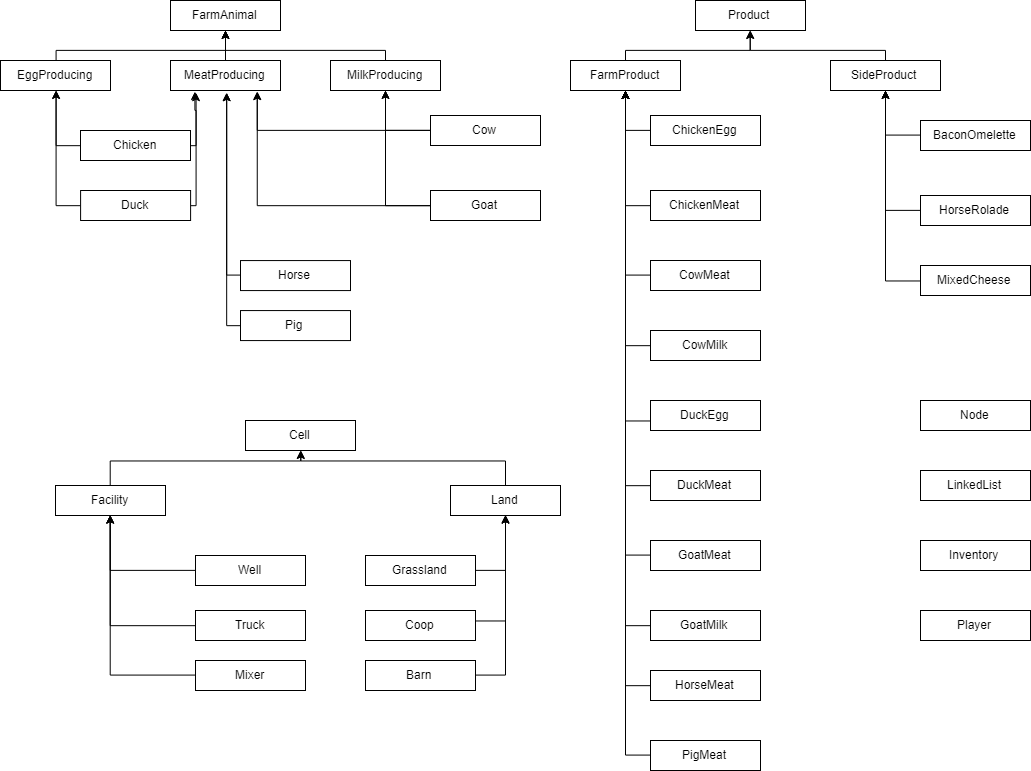 FarmAnimal
EggProducing
MeatProducing
MilkProducing
Chicken
Duck
Cow
Goat
Horse
Pig
Cell
Facility
Land
Well
Truck
Mixer
Grassland
Coop
Barn
Product
FarmProduct
SideProduct
ChickenEgg
ChickenMeat
CowMeat
CowMilk
DuckEgg
DuckMeat
GoatMeat
GoatMilk
HorseMeat
PigMeat
BaconOmelette
HorseRolade
MixedCheese
Node
LinkedList
Inventory
Player